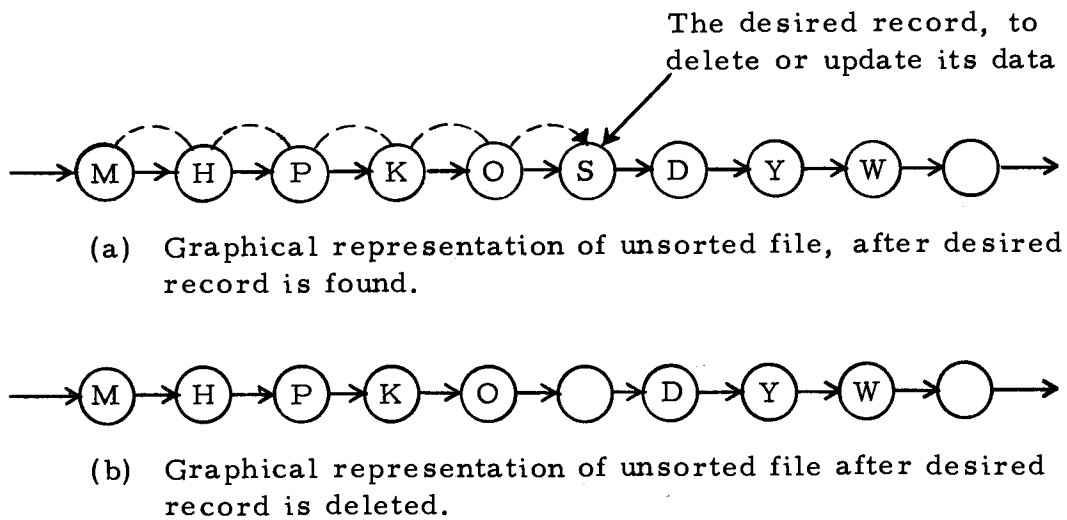 The desired record, to
delete or update its data
M H P K O S D Y W
(a) Graphical representation of unsorted file, after desired
record is found.
M H P K O D Y W
(b) Graphical representation of unsorted file after desired
record is deleted.